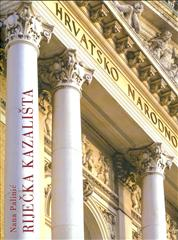 HRVATSKO NARODNO
Nana Palinić
RIJEČKA KAZALIŠTA